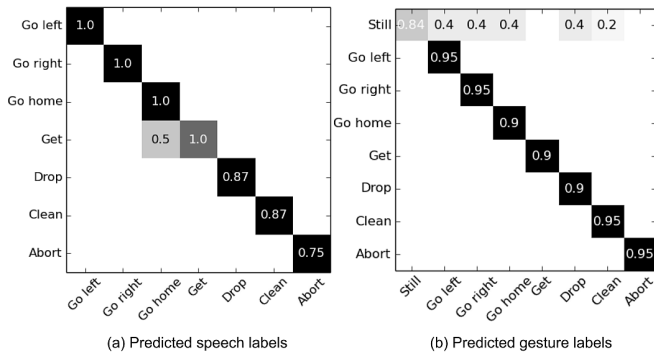 Go left 1.0
Go right 1.0
Go home 1.0
Get 0.5 1.0
Drop 0.87
Clean 0.87
Abort 0.75
Go left Go right Go home Get Drop Clean Abort
(a) Predicted speech labels
Still 0.84 0.4 0.4 0.4 0.4 0.2
Go left 0.95
Go right 0.95
Go home 0.9
Get 0.9
Drop 0.9
Clean 0.95
Abort 0.95
Still Go left Go right Go home Get Drop Clean Abort
(b) Predicted gesture labels